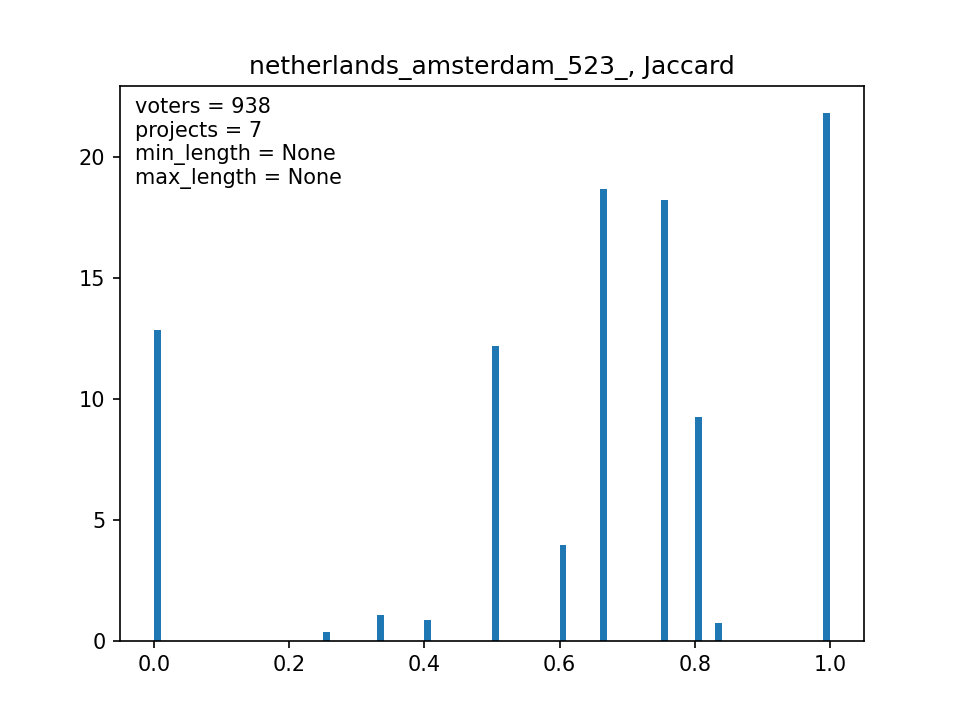 netherlands_amsterdam_523_, Jaccard
voters = 938
projects = 7
min_length = None
max_length = None
20
15
10
5
0
0.0 0.2 0.4 0.6 0.8 1.0